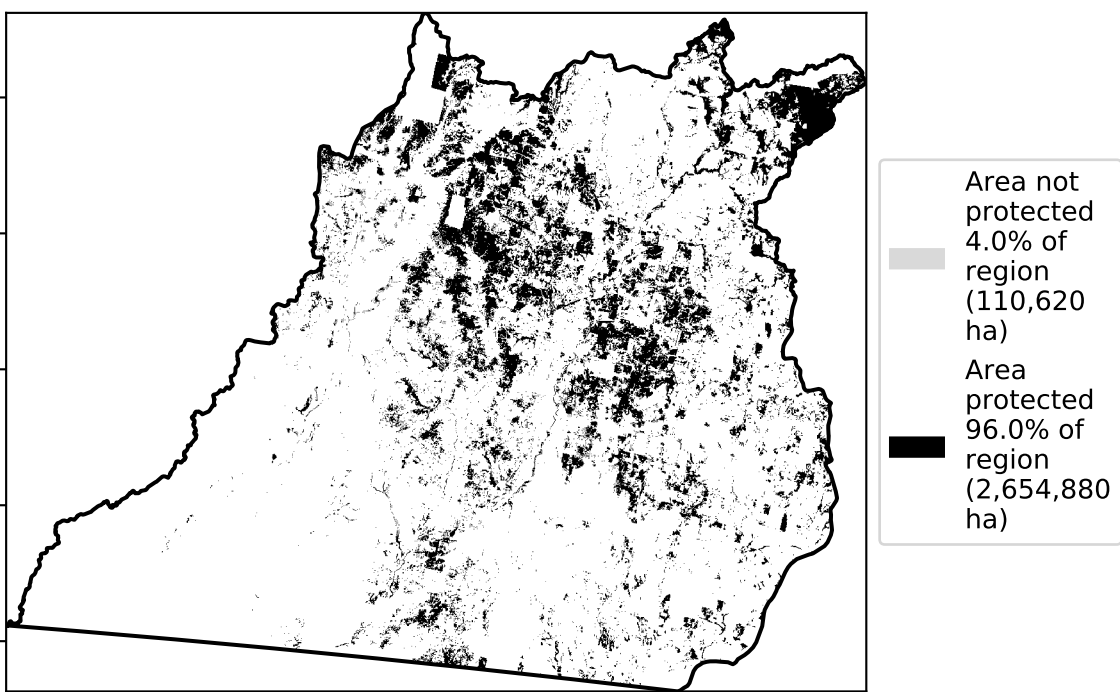 Area not
protected
4.0% of
region
(110,620
ha)
Area
protected
96.0% of
region
(2,654,880
ha)